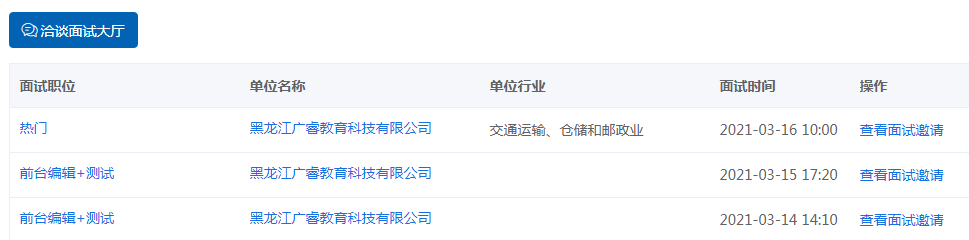 洽谈面试大厅
面试职位 单位名称 单位行业 面试时间 操作
热门 黑龙江广睿教育科技有限公司 交通运输、仓储和邮政业 2021-03-16 10:00 查看面试邀请
前台编辑+测试 黑龙江广睿教育科技有限公司 2021-03-15 17:20 查看面试邀请
前台编辑+测试 黑龙江广睿教育科技有限公司 2021-03-14 14:10 查看面试邀请